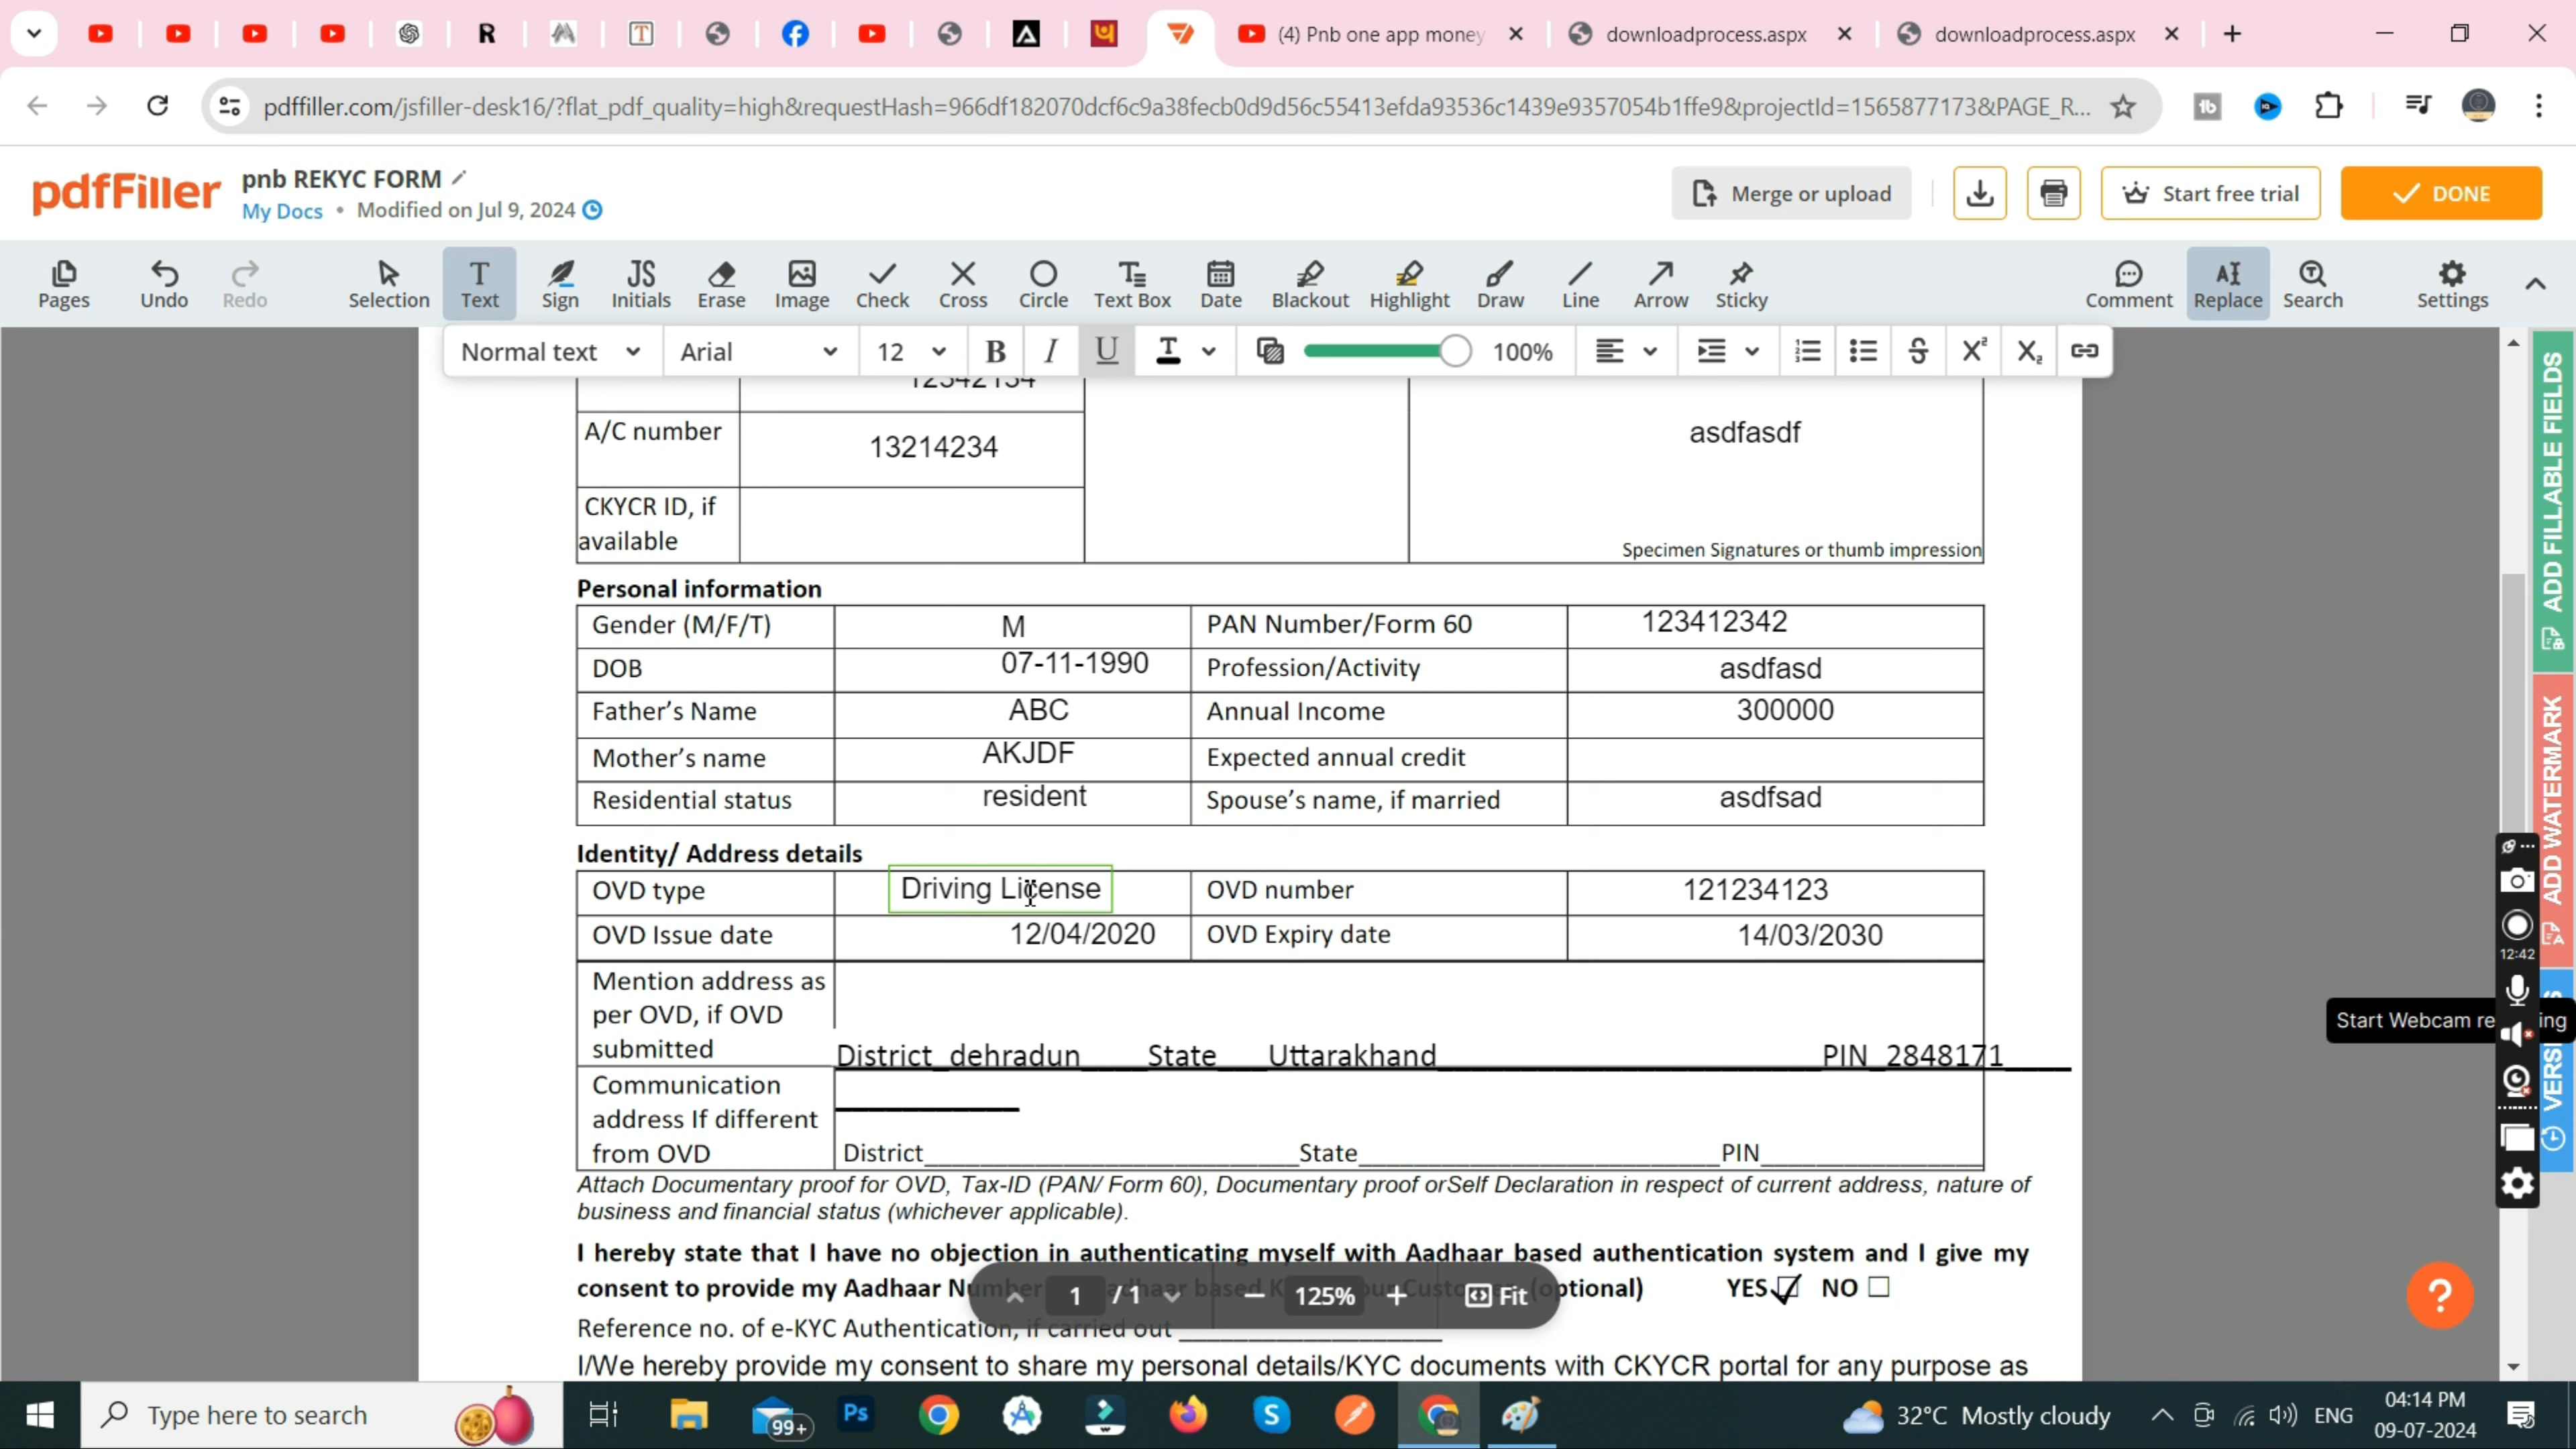 (4) Pnb one app money
downloadprocess.aspx
downloadprocess.aspx
pdffiller.com/jsfiller-desk16/?flat_pdf_quality=high&requestHash=966df182070dcf6c9a38fecb0d9d56c55413efda93536c1439e9357054b1ffe9&projectId=1565877173&PAGE_R...
pdfFiller
pnb REKYC FORM
My Docs • Modified on Jul 9, 2024
Merge or upload
Start free trial
DONE
Pages Undo Redo Selection Text Sign Initials Erase Image Check Cross Circle Text Box Date Blackout Highlight Draw Line Arrow Sticky Comment Replace Search Settings
Normal text Arial 12 B I U T 100%
12342134
A/C number 13214234 asdfasdf
CKYCR ID, if
available
Specimen Signatures or thumb impression
Personal information
Gender (M/F/T) M PAN Number/Form 60 123412342
DOB 07-11-1990 Profession/Activity asdfasd
Father’s Name ABC Annual Income 300000
Mother’s name AKJDF Expected annual credit
Residential status resident Spouse’s name, if married asdfsad
Identity/ Address details
OVD type Driving License OVD number 121234123
OVD Issue date 12/04/2020 OVD Expiry date 14/03/2030
Mention address as
per OVD, if OVD
submitted
District_dehradun____State___Uttarakhand______________________PIN_2848171____
Communication
address If different
from OVD
District__________________________State_________________________PIN_______________
Attach Documentary proof for OVD, Tax-ID (PAN/ Form 60), Documentary proof orSelf Declaration in respect of current address, nature of
business and financial status (whichever applicable).
I hereby state that I have no objection in authenticating myself with Aadhaar based authentication system and I give my
consent to provide my Aadhaar Number based (optional) YES NO
1 / 1 125% Fit
Reference no. of e-KYC Authentication, if carried out ___________________
I/We hereby provide my consent to share my personal details/KYC documents with CKYCR portal for any purpose as
ADD FILLABLE FIELDS
ADD WATERMARK
VERS
12:42
Start Webcam re ing
?
Type here to search
99+
Ps
32°C Mostly cloudy
ENG
04:14 PM
09-07-2024